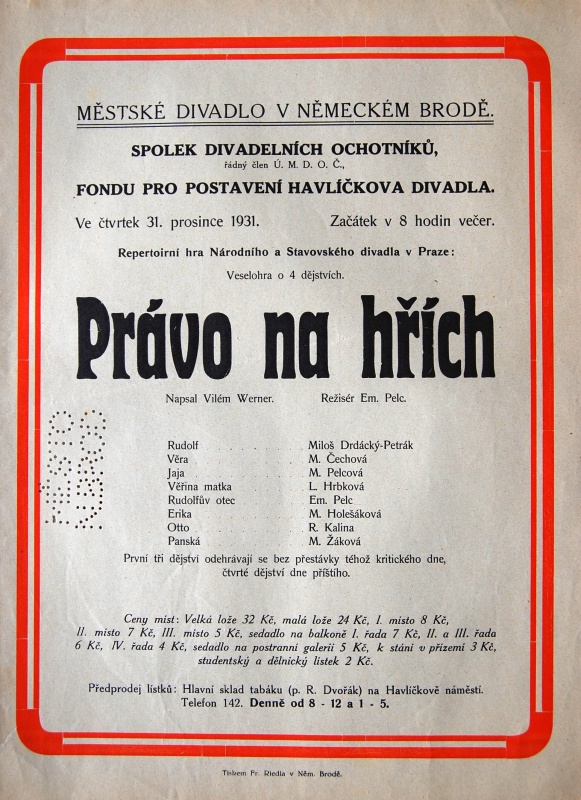 MĚSTSKÉ DIVADLO V NĚMECKÉM BRODĚ.
SPOLEK DIVADELNÍCH OCHOTNÍKŮ,
řádný člen Ú. M. D. O. Č.,
FONDU PRO POSTAVENÍ HAVLÍČKOVA DIVADLA.
Ve čtvrtek 31. prosince 1931. Začátek v 8 hodin večer.
Repertoirní hra Národního a Stavovského divadla v Praze:
Veselohra o 4 dějstvích.
Právo na hřích
Napsal Vilém Werner. Režisér Em. Pelc.
Rudolf . . . . . . . . Miloš Drdácký-Petrák
Věra . . . . . . . . M. Čechová
Jaja . . . . . . . . M. Pelcová
Věřina matka . . . . . . . . L. Hrbková
Rudolfův otec . . . . . . . . Em. Pelc
Erika . . . . . . . . M. Holešáková
Otto . . . . . . . . R. Kalina
Panská . . . . . . . . M. Žáková
První tři dějství odehrávají se bez přestávky téhož kritického dne,
čtvrté dějství dne příštího.
Ceny míst: Velká lože 32 Kč, malá lože 24 Kč, I. místo 8 Kč,
II. místo 7 Kč, III. místo 5 Kč, sedadlo na balkoně I. řada 7 Kč, II. a III. řada
6 Kč, IV. řada 4 Kč, sedadlo na postranní galerii 5 Kč, k stání v přízemí 3 Kč,
studentský a dělnický lístek 2 Kč.
Předprodej lístků: Hlavní sklad tabáku (p. R. Dvořák) na Havlíčkově náměstí.
Telefon 142. Denně od 8 - 12 a 1 - 5.
Tiskem Fr. Riedla v Něm. Brodě.